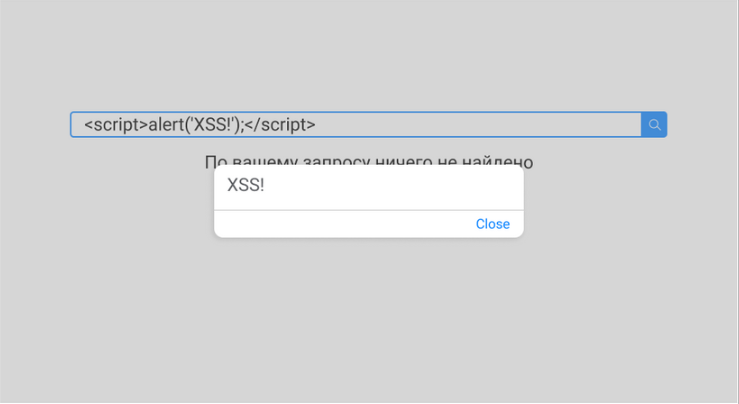 <script>alert('XSS!');</script>
По вашему запросу ничего не найдено
XSS!
Close